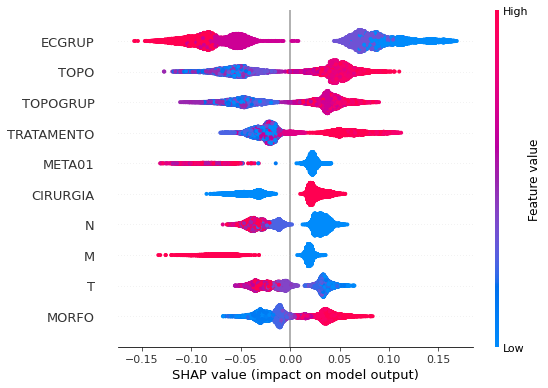 High
ECGRUP
TOPO
TOPOGRUP
TRATAMENTO
META01
CIRURGIA
N
M
T
MORFO
Feature value
Low
−0.15 −0.10 −0.05 0.00 0.05 0.10 0.15
SHAP value (impact on model output)